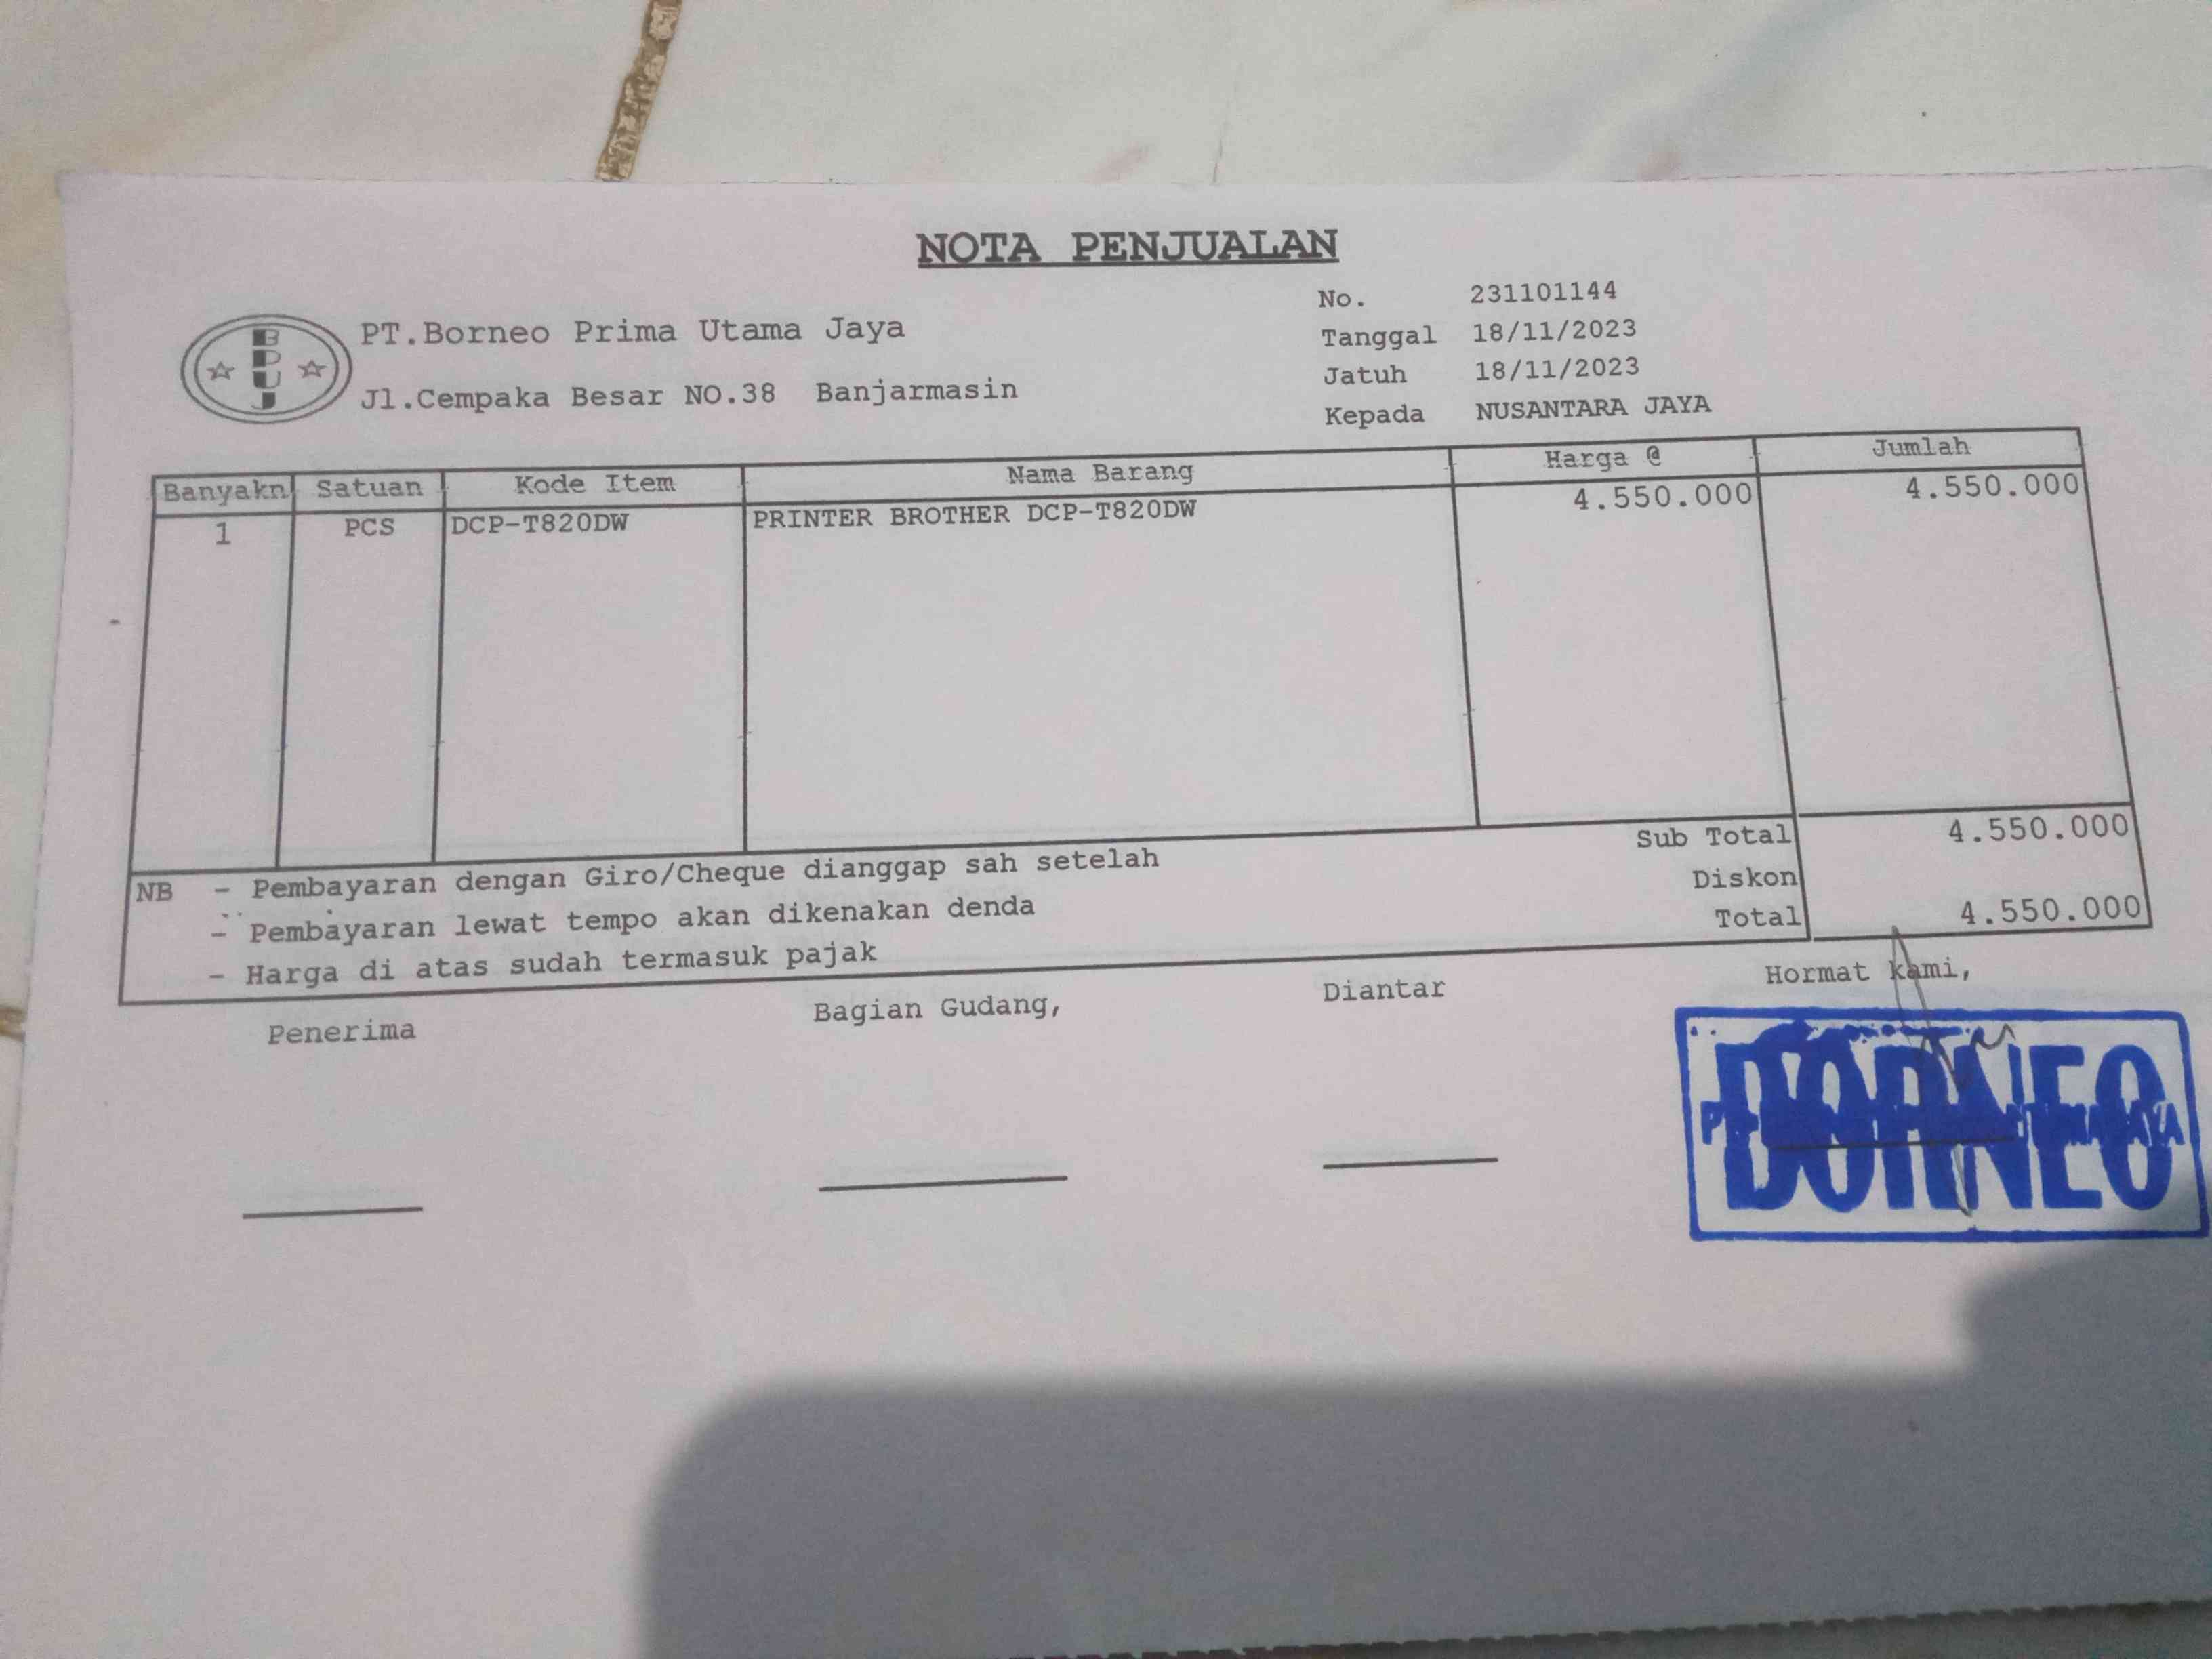 NOTA PENJUALAN
BPUJ
PT.Borneo Prima Utama Jaya
Jl.Cempaka Besar NO.38 Banjarmasin
No. 231101144
Tanggal 18/11/2023
Jatuh 18/11/2023
Kepada NUSANTARA JAYA
Banyakn Satuan Kode Item Nama Barang Harga @ Jumlah
1 PCS DCP-T820DW PRINTER BROTHER DCP-T820DW 4.550.000 4.550.000
Sub Total 4.550.000
Diskon
Total 4.550.000
NB - Pembayaran dengan Giro/Cheque dianggap sah setelah
- Pembayaran lewat tempo akan dikenakan denda
- Harga di atas sudah termasuk pajak
Penerima Bagian Gudang, Diantar Hormat kami,
BORNEO